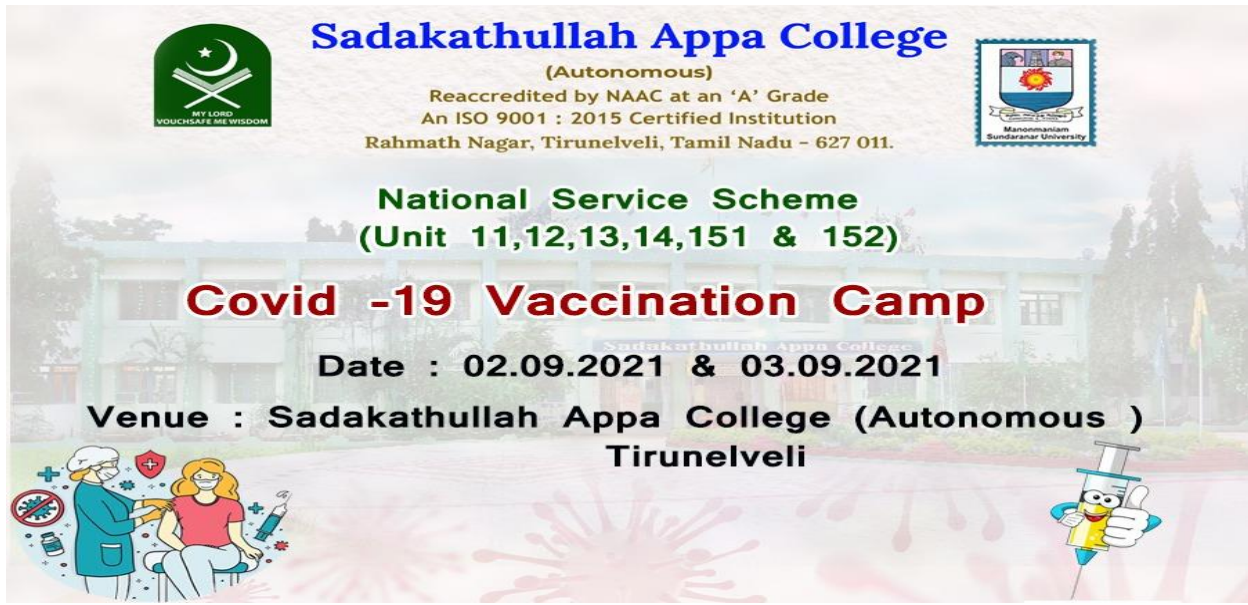 Sadakathullah Appa College
(Autonomous)
Reaccredited by NAAC at an ‘A’ Grade
An ISO 9001 : 2015 Certified Institution
Rahmath Nagar, Tirunelveli, Tamil Nadu - 627 011.
MY LORD
VOUCHSAFE ME WISDOM
Manonmaniam
Sundaranar University
National Service Scheme
(Unit 11,12,13,14,151 & 152)
Covid -19 Vaccination Camp
Sadakathullah Appa College
Date : 02.09.2021 & 03.09.2021
Venue : Sadakathullah Appa College (Autonomous )
Tirunelveli